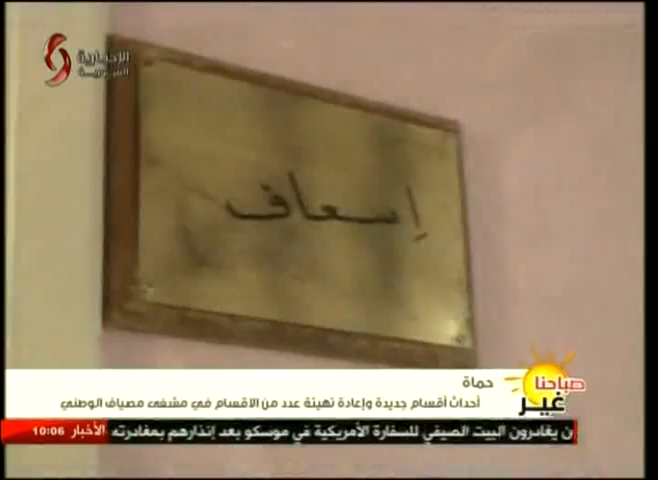 الإخبارية
السورية
إسعاف
صباحنا
غير
حماة
أحداث أقسام جديدة وإعادة تهيئة عدد من الأقسام في مشفى مصياف الوطني
الأخبار 10:06 ن يغادرون البيت الصيفي للسفارة الأمريكية في موسكو بعد إنذارهم بمغادرته